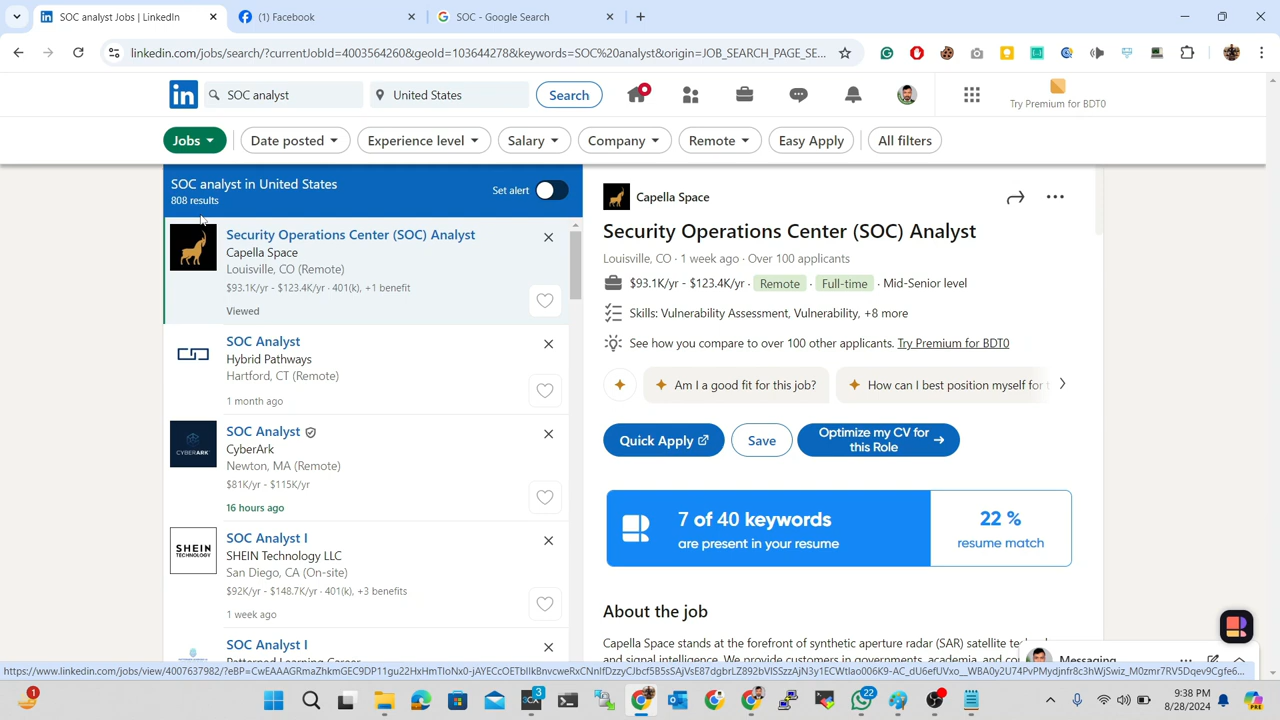 SOC analyst Jobs | LinkedIn
(1) Facebook
SOC - Google Search
linkedin.com/jobs/search/?currentJobId=4003564260&geoId=103644278&keywords=SOC%20analyst&origin=JOB_SEARCH_PAGE_SE...
in
SOC analyst
United States
Search
Try Premium for BDT0
Jobs
Date posted
Experience level
Salary
Company
Remote
Easy Apply
All filters
SOC analyst in United States
808 results
Set alert
Security Operations Center (SOC) Analyst
Capella Space
Louisville, CO (Remote)
$93.1K/yr - $123.4K/yr · 401(k), +1 benefit
Viewed
SOC Analyst
Hybrid Pathways
Hartford, CT (Remote)
1 month ago
CYBERARK
SOC Analyst
CyberArk
Newton, MA (Remote)
$81K/yr - $115K/yr
16 hours ago
SHEIN
TECHNOLOGY
SOC Analyst I
SHEIN Technology LLC
San Diego, CA (On-site)
$92K/yr - $148.7K/yr · 401(k), +3 benefits
1 week ago
SOC Analyst I
Patterned Learning Career
Capella Space
Security Operations Center (SOC) Analyst
Louisville, CO · 1 week ago · Over 100 applicants
$93.1K/yr - $123.4K/yr · Remote · Full-time · Mid-Senior level
Skills: Vulnerability Assessment, Vulnerability, +8 more
See how you compare to over 100 other applicants. Try Premium for BDT0
Am I a good fit for this job?
How can I best position myself for t
Quick Apply
Save
Optimize my CV for
this Role
7 of 40 keywords
are present in your resume
22 %
resume match
About the job
Capella Space stands at the forefront of synthetic aperture radar (SAR) satellite
and signal intelligence. We provide customers in governments, academia, and
Messaging
1
3
22
9:38 PM
8/28/2024